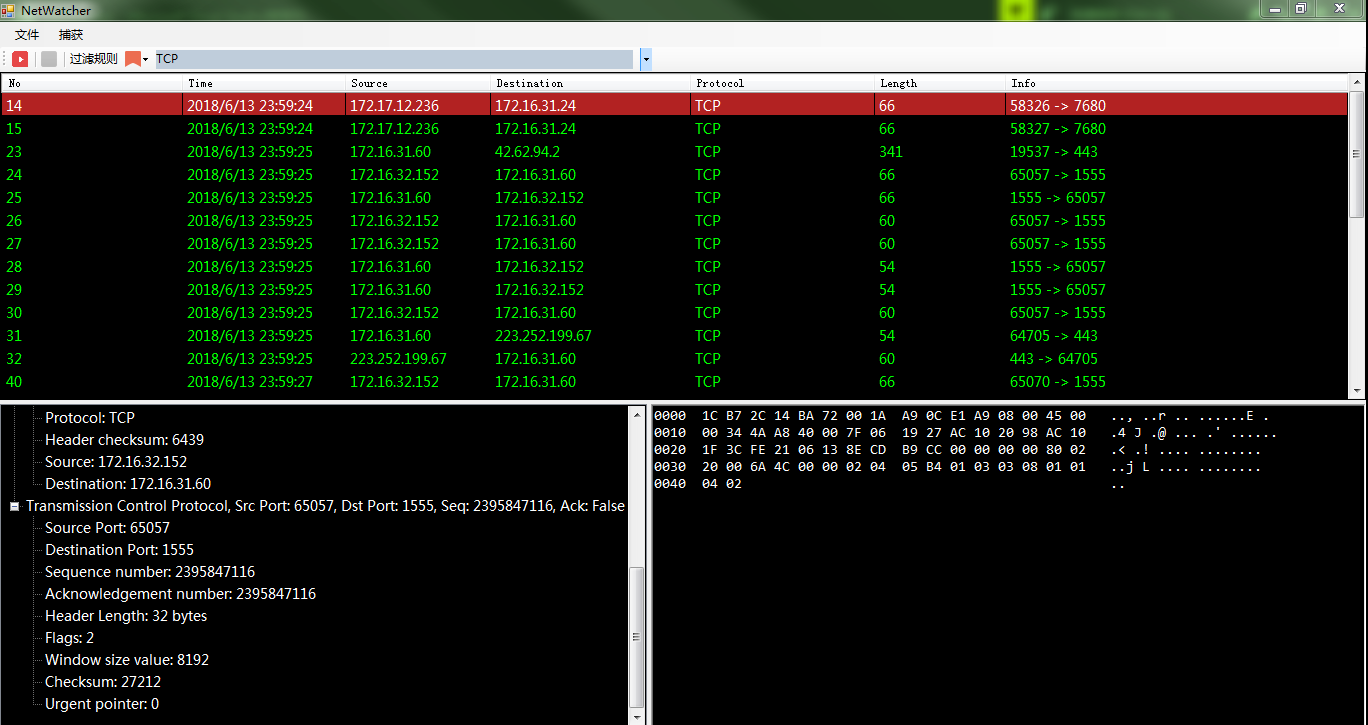 NetWatcher
文件 捕获
过滤规则 TCP
No Time Source Destination Protocol Length Info
14 2018/6/13 23:59:24 172.17.12.236 172.16.31.24 TCP 66 58326 -> 7680
15 2018/6/13 23:59:24 172.17.12.236 172.16.31.24 TCP 66 58327 -> 7680
23 2018/6/13 23:59:25 172.16.31.60 42.62.94.2 TCP 341 19537 -> 443
24 2018/6/13 23:59:25 172.16.32.152 172.16.31.60 TCP 66 65057 -> 1555
25 2018/6/13 23:59:25 172.16.31.60 172.16.32.152 TCP 66 1555 -> 65057
26 2018/6/13 23:59:25 172.16.32.152 172.16.31.60 TCP 60 65057 -> 1555
27 2018/6/13 23:59:25 172.16.32.152 172.16.31.60 TCP 60 65057 -> 1555
28 2018/6/13 23:59:25 172.16.31.60 172.16.32.152 TCP 54 1555 -> 65057
29 2018/6/13 23:59:25 172.16.31.60 172.16.32.152 TCP 54 1555 -> 65057
30 2018/6/13 23:59:25 172.16.32.152 172.16.31.60 TCP 60 65057 -> 1555
31 2018/6/13 23:59:25 172.16.31.60 223.252.199.67 TCP 54 64705 -> 443
32 2018/6/13 23:59:25 223.252.199.67 172.16.31.60 TCP 60 443 -> 64705
40 2018/6/13 23:59:27 172.16.32.152 172.16.31.60 TCP 66 65070 -> 1555
Protocol: TCP
Header checksum: 6439
Source: 172.16.32.152
Destination: 172.16.31.60
Transmission Control Protocol, Src Port: 65057, Dst Port: 1555, Seq: 2395847116, Ack: False
Source Port: 65057
Destination Port: 1555
Sequence number: 2395847116
Acknowledgement number: 2395847116
Header Length: 32 bytes
Flags: 2
Window size value: 8192
Checksum: 27212
Urgent pointer: 0
0000 1C B7 2C 14 BA 72 00 1A A9 0C E1 A9 08 00 45 00 .., ..r .. ......E .
0010 00 34 4A A8 40 00 7F 06 19 27 AC 10 20 98 AC 10 .4 J .@ ... .' ......
0020 1F 3C FE 21 06 13 8E CD B9 CC 00 00 00 00 80 02 .< .! .... ........
0030 20 00 6A 4C 00 00 02 04 05 B4 01 03 03 08 01 01 ..j L .... ........
0040 04 02 ..